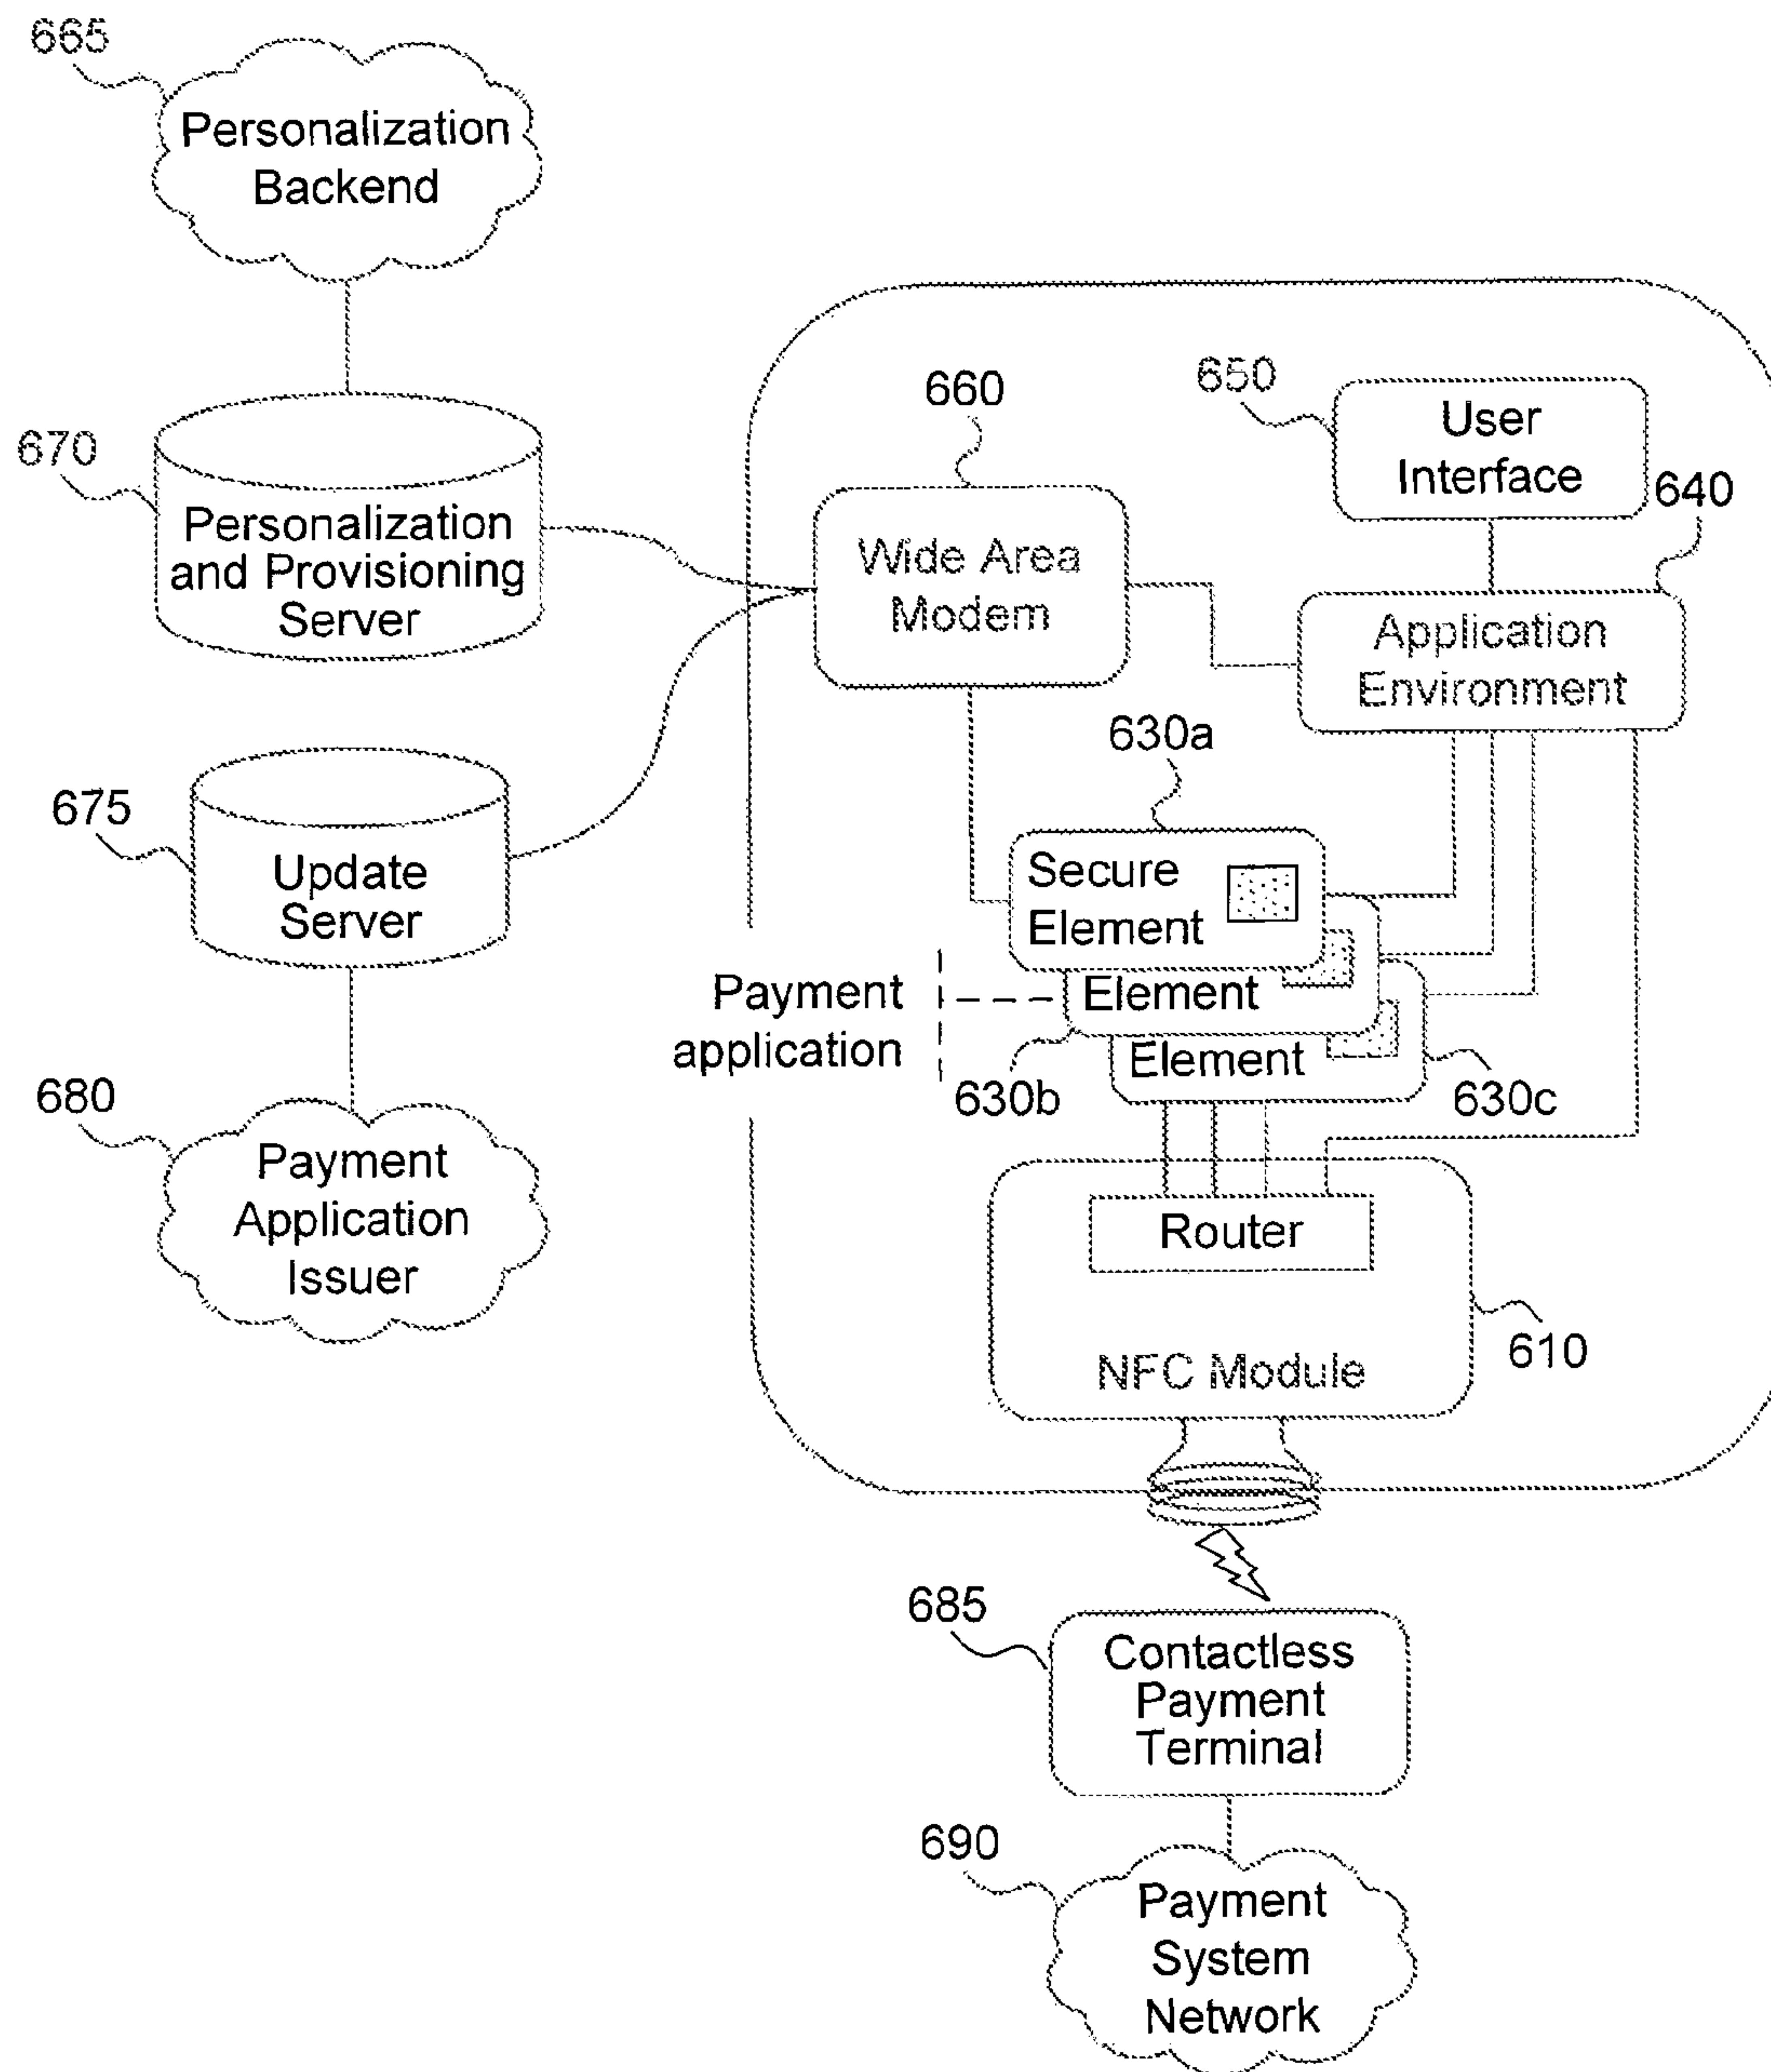 665
Personalization
Backend
670
Personalization
and Provisioning
Server
675
Update
Server
680
Payment
Application
Issuer
660
Wide Area
Modem
650
User
Interface
640
Application
Environment
630a
Secure
Element
Element
Element
630b
630c
Payment
application
Router
NFC Module
610
685
Contactless
Payment
Terminal
690
Payment
System
Network